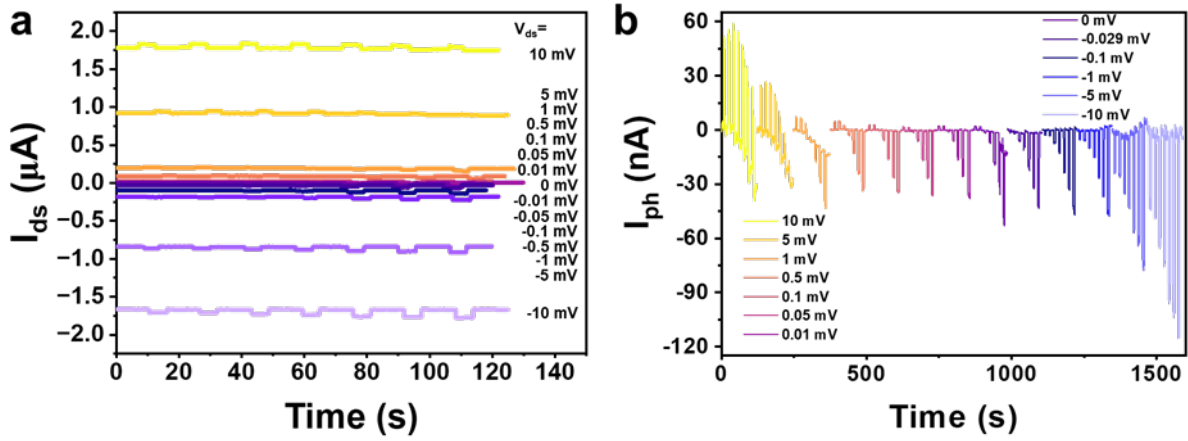 a
I_ds (μA)
2.0
1.5
1.0
0.5
0.0
−0.5
−1.0
−1.5
−2.0
V_ds=
10 mV
5 mV
1 mV
0.5 mV
0.1 mV
0.05 mV
0.01 mV
0 mV
-0.01 mV
-0.05 mV
-0.1 mV
-0.5 mV
-1 mV
-5 mV
-10 mV
0 20 40 60 80 100 120 140
Time (s)
b
I_ph (nA)
60
30
0
-30
-60
-90
-120
0 mV
-0.029 mV
-0.1 mV
-1 mV
-5 mV
-10 mV
10 mV
5 mV
1 mV
0.5 mV
0.1 mV
0.05 mV
0.01 mV
0 500 1000 1500
Time (s)